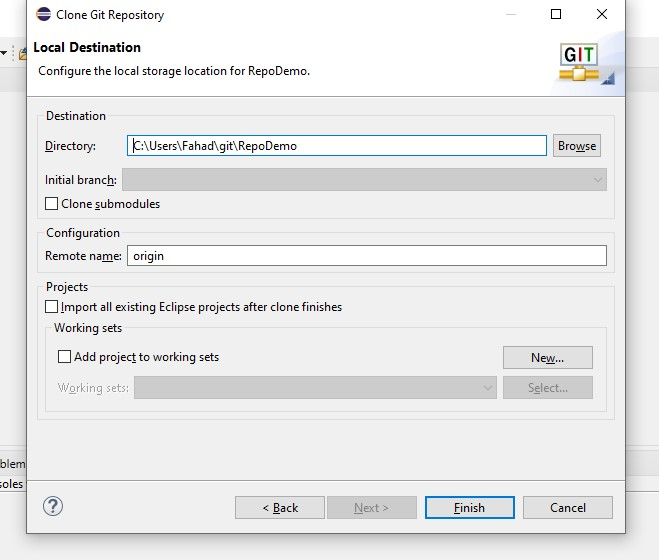 Clone Git Repository
Local Destination
Configure the local storage location for RepoDemo.
GIT
Destination
Directory: C:\Users\Fahad\git\RepoDemo Browse
Initial branch:
Clone submodules
Configuration
Remote name: origin
Projects
Import all existing Eclipse projects after clone finishes
Working sets
Add project to working sets New...
Working sets: Select...
blem
soles
? < Back Next > Finish Cancel